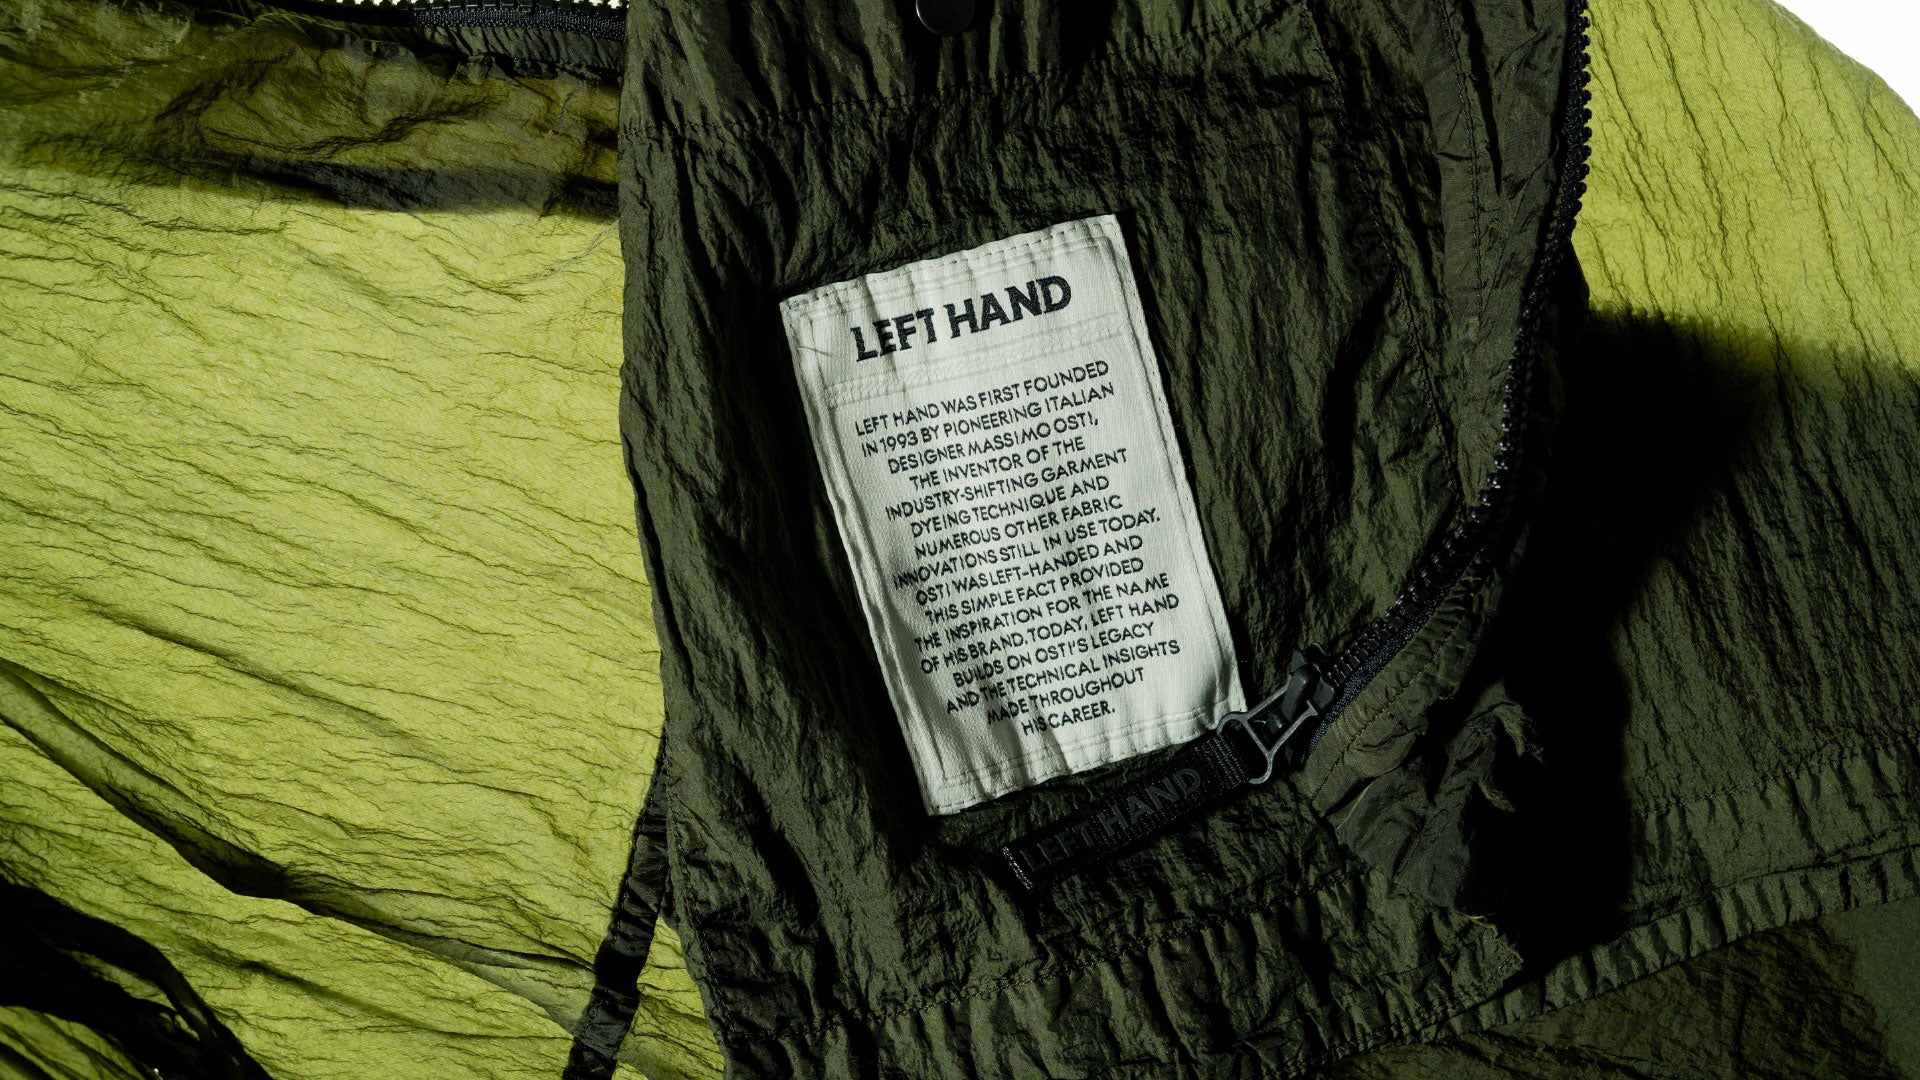 LEFT HAND
LEFT HAND WAS FIRST FOUNDED
IN 1993 BY PIONEERING ITALIAN
DESIGNER MASSIMO OSTI,
THE INVENTOR OF THE
INDUSTRY-SHIFTING GARMENT
DYEING TECHNIQUE AND
NUMEROUS OTHER FABRIC
INNOVATIONS STILL IN USE TODAY.
OSTI WAS LEFT-HANDED AND
THIS SIMPLE FACT PROVIDED
THE INSPIRATION FOR THE NAME
OF HIS BRAND. TODAY, LEFT HAND
BUILDS ON OSTI'S LEGACY
AND THE TECHNICAL INSIGHTS
MADE THROUGHOUT
HIS CAREER.
LEFT HAND